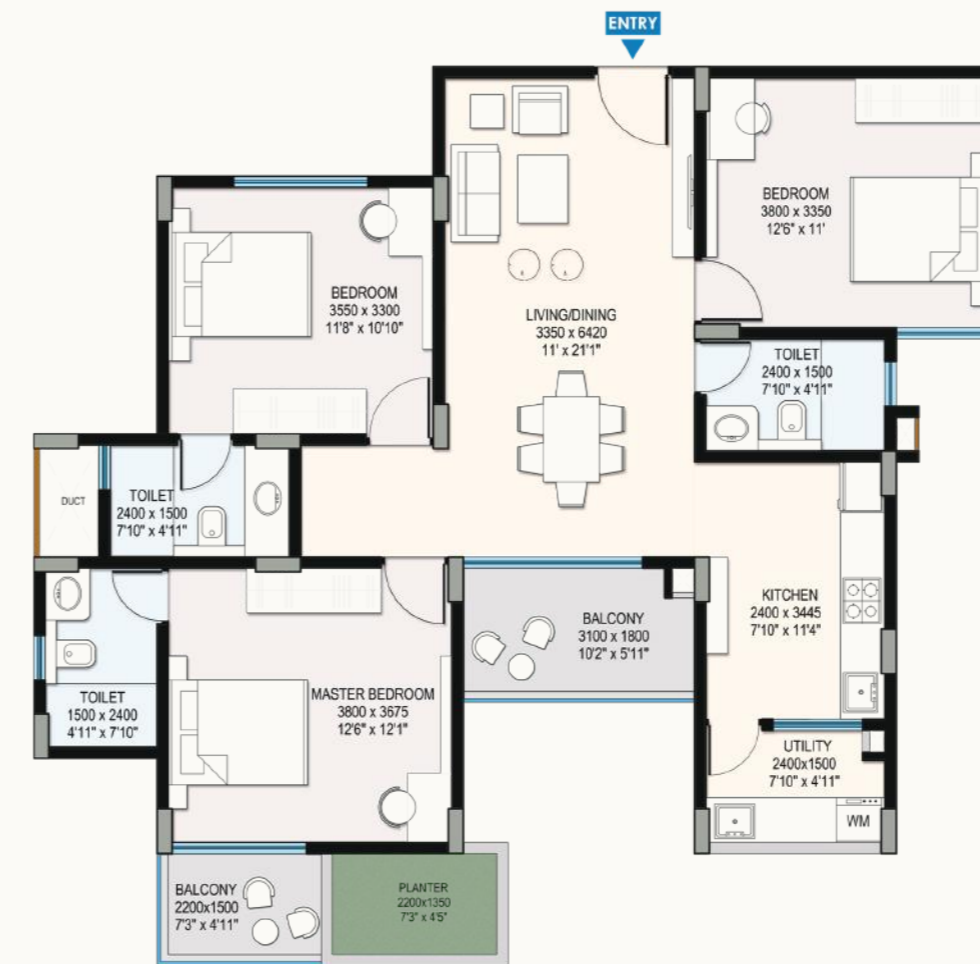 ENTRY
BEDROOM
3800 x 3350
12'6" x 11'
BEDROOM
3550 x 3300
11'8" x 10'10"
LIVING/DINING
3350 x 6420
11' x 21'1"
TOILET
2400 x 1500
7'10" x 4'11"
DUCT
TOILET
2400 x 1500
7'10" x 4'11"
KITCHEN
2400 x 3445
7'10" x 11'4"
BALCONY
3100 x 1800
10'2" x 5'11"
TOILET
1500 x 2400
4'11" x 7'10"
MASTER BEDROOM
3800 x 3675
12'6" x 12'1"
UTILITY
2400x1500
7'10" x 4'11"
WM
BALCONY
2200x1500
7'3" x 4'11"
PLANTER
2200x1350
7'3" x 4'5"